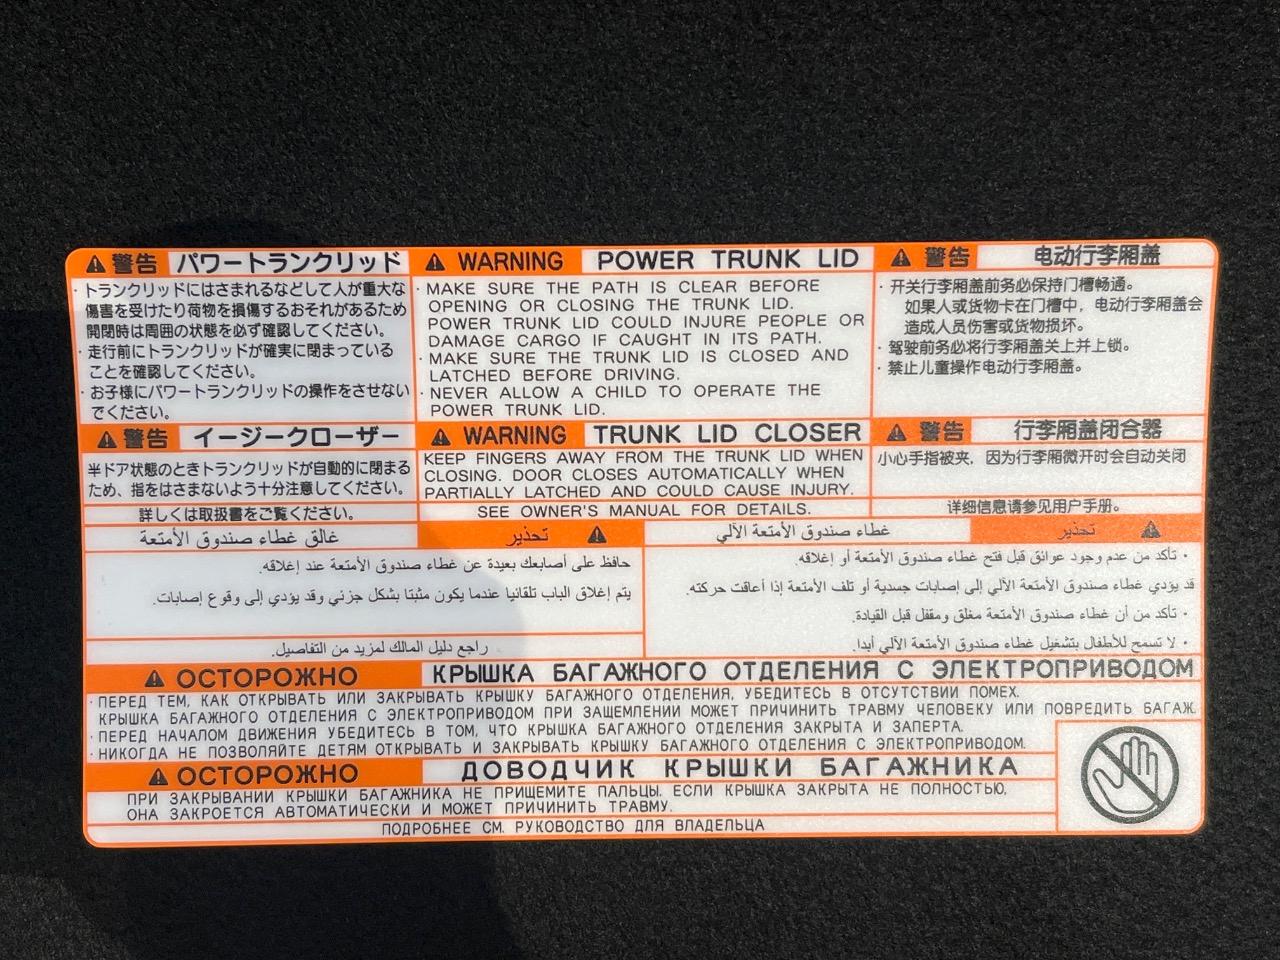 警告 パワートランクリッド
・トランクリッドにはさまれるなどして人が重大な
傷害を受けたり荷物を損傷するおそれがあるため
開閉時は周囲の状態を必ず確認してください。
・走行前にトランクリッドが確実に閉まっている
ことを確認してください。
・お子様にパワートランクリッドの操作をさせない
でください。
警告 イージークローザー
半ドア状態のときトランクリッドが自動的に閉まる
ため、指をはさまないよう十分注意してください。
詳しくは取扱書をご覧ください。
WARNING POWER TRUNK LID
· MAKE SURE THE PATH IS CLEAR BEFORE
OPENING OR CLOSING THE TRUNK LID.
POWER TRUNK LID COULD INJURE PEOPLE OR
DAMAGE CARGO IF CAUGHT IN ITS PATH.
· MAKE SURE THE TRUNK LID IS CLOSED AND
LATCHED BEFORE DRIVING.
· NEVER ALLOW A CHILD TO OPERATE THE
POWER TRUNK LID.
WARNING TRUNK LID CLOSER
KEEP FINGERS AWAY FROM THE TRUNK LID WHEN
CLOSING. DOOR CLOSES AUTOMATICALLY WHEN
PARTIALLY LATCHED AND COULD CAUSE INJURY.
SEE OWNER'S MANUAL FOR DETAILS.
警告 电动行李厢盖
· 开关行李厢盖前务必保持门槽畅通。
如果人或货物卡在门槽中，电动行李厢盖会
造成人员伤害或货物损坏。
· 驾驶前务必将行李厢盖关上并上锁。
· 禁止儿童操作电动行李厢盖。
警告 行李厢盖闭合器
小心手指被夹，因为行李厢微开时会自动关闭
详细信息请参见用户手册。
تحذير غطاء صندوق الأمتعة الآلي
· تأكد من عدم وجود عوائق قبل فتح غطاء صندوق الأمتعة أو إغلاقه.
قد يؤدي غطاء صندوق الأمتعة الآلي إلى إصابات جسدية أو تلف الأمتعة إذا أعاقت حركته.
· تأكد من أن غطاء صندوق الأمتعة مغلق ومقفل قبل القيادة.
· لا تسمح للأطفال بتشغيل غطاء صندوق الأمتعة الآلي أبدا.
تحذير غالق غطاء صندوق الأمتعة
حافظ على أصابعك بعيدة عن غطاء صندوق الأمتعة عند إغلاقه.
يتم إغلاق الباب تلقائيا عندما يكون مثبتا بشكل جزئي وقد يؤدي إلى وقوع إصابات.
راجع دليل المالك لمزيد من التفاصيل.
ОСТОРОЖНО КРЫШКА БАГАЖНОГО ОТДЕЛЕНИЯ С ЭЛЕКТРОПРИВОДОМ
· ПЕРЕД ТЕМ, КАК ОТКРЫВАТЬ ИЛИ ЗАКРЫВАТЬ КРЫШКУ БАГАЖНОГО ОТДЕЛЕНИЯ, УБЕДИТЕСЬ В ОТСУТСТВИИ ПОМЕХ.
КРЫШКА БАГАЖНОГО ОТДЕЛЕНИЯ С ЭЛЕКТРОПРИВОДОМ ПРИ ЗАЩЕМЛЕНИИ МОЖЕТ ПРИЧИНИТЬ ТРАВМУ ЧЕЛОВЕКУ ИЛИ ПОВРЕДИТЬ БАГАЖ.
· ПЕРЕД НАЧАЛОМ ДВИЖЕНИЯ УБЕДИТЕСЬ В ТОМ, ЧТО КРЫШКА БАГАЖНОГО ОТДЕЛЕНИЯ ЗАКРЫТА И ЗАПЕРТА.
· НИКОГДА НЕ ПОЗВОЛЯЙТЕ ДЕТЯМ ОТКРЫВАТЬ И ЗАКРЫВАТЬ КРЫШКУ БАГАЖНОГО ОТДЕЛЕНИЯ С ЭЛЕКТРОПРИВОДОМ.
ОСТОРОЖНО ДОВОДЧИК КРЫШКИ БАГАЖНИКА
ПРИ ЗАКРЫВАНИИ КРЫШКИ БАГАЖНИКА НЕ ПРИЩЕМИТЕ ПАЛЬЦЫ. ЕСЛИ КРЫШКА ЗАКРЫТА НЕ ПОЛНОСТЬЮ,
ОНА ЗАКРОЕТСЯ АВТОМАТИЧЕСКИ И МОЖЕТ ПРИЧИНИТЬ ТРАВМУ.
ПОДРОБНЕЕ СМ. РУКОВОДСТВО ДЛЯ ВЛАДЕЛЬЦА